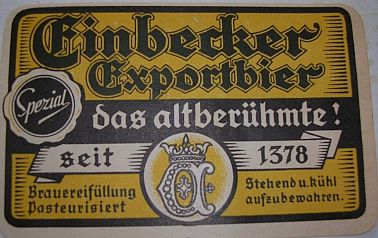 Einbecker
Exportbier
Spezial
das altberühmte!
seit 1378
Brauereifüllung
Pasteurisiert
Stehend u. kühl
aufzubewahren.